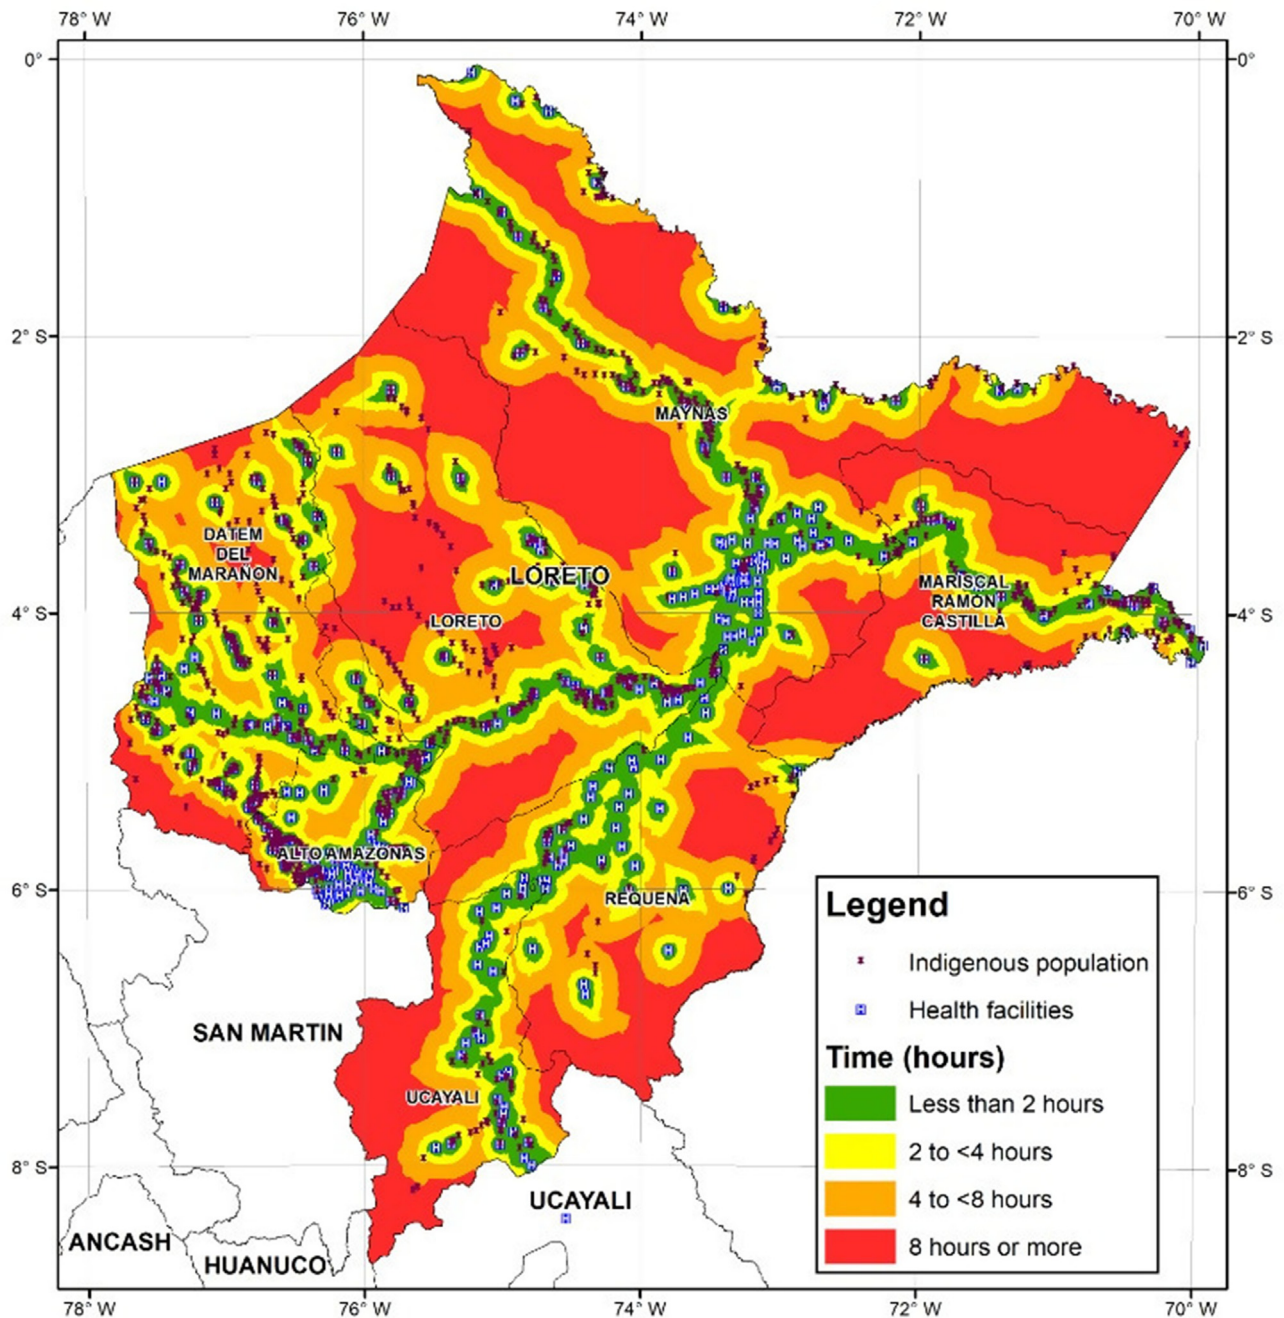 78° W 76° W 74° W 72° W 70° W
0° 0°
2° S 2° S
MAYNAS
DATEM
DEL
MARAÑON
LORETO
MARISCAL
RAMON
CASTILLA
4° S 4° S
LORETO
ALTO AMAZONAS
6° S 6° S
REQUENA
Legend
Indigenous population
Health facilities
SAN MARTIN
Time (hours)
UCAYALI
Less than 2 hours
2 to <4 hours
8° S 8° S
UCAYALI
4 to <8 hours
ANCASH
HUANUCO
8 hours or more
78° W 76° W 74° W 72° W 70° W